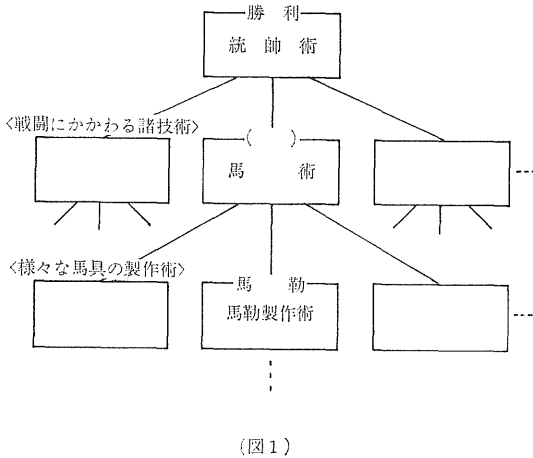 勝利
統帥術
<戦闘にかかわる諸技術>
( )
馬術
<様々な馬具の製作術>
馬勒
馬勒製作術
(図1)